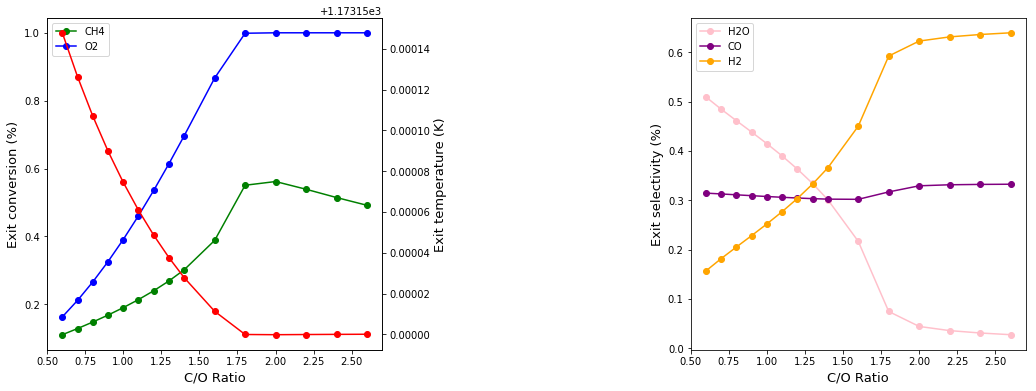 +1.17315e3
CH4
O2
1.0
0.8
0.6
0.4
0.2
Exit conversion (%)
0.00014
0.00012
0.00010
0.00008
0.00006
0.00004
0.00002
0.00000
Exit temperature (K)
0.50 0.75 1.00 1.25 1.50 1.75 2.00 2.25 2.50
C/O Ratio
H2O
CO
H2
0.6
0.5
0.4
0.3
0.2
0.1
0.0
Exit selectivity (%)
0.50 0.75 1.00 1.25 1.50 1.75 2.00 2.25 2.50
C/O Ratio